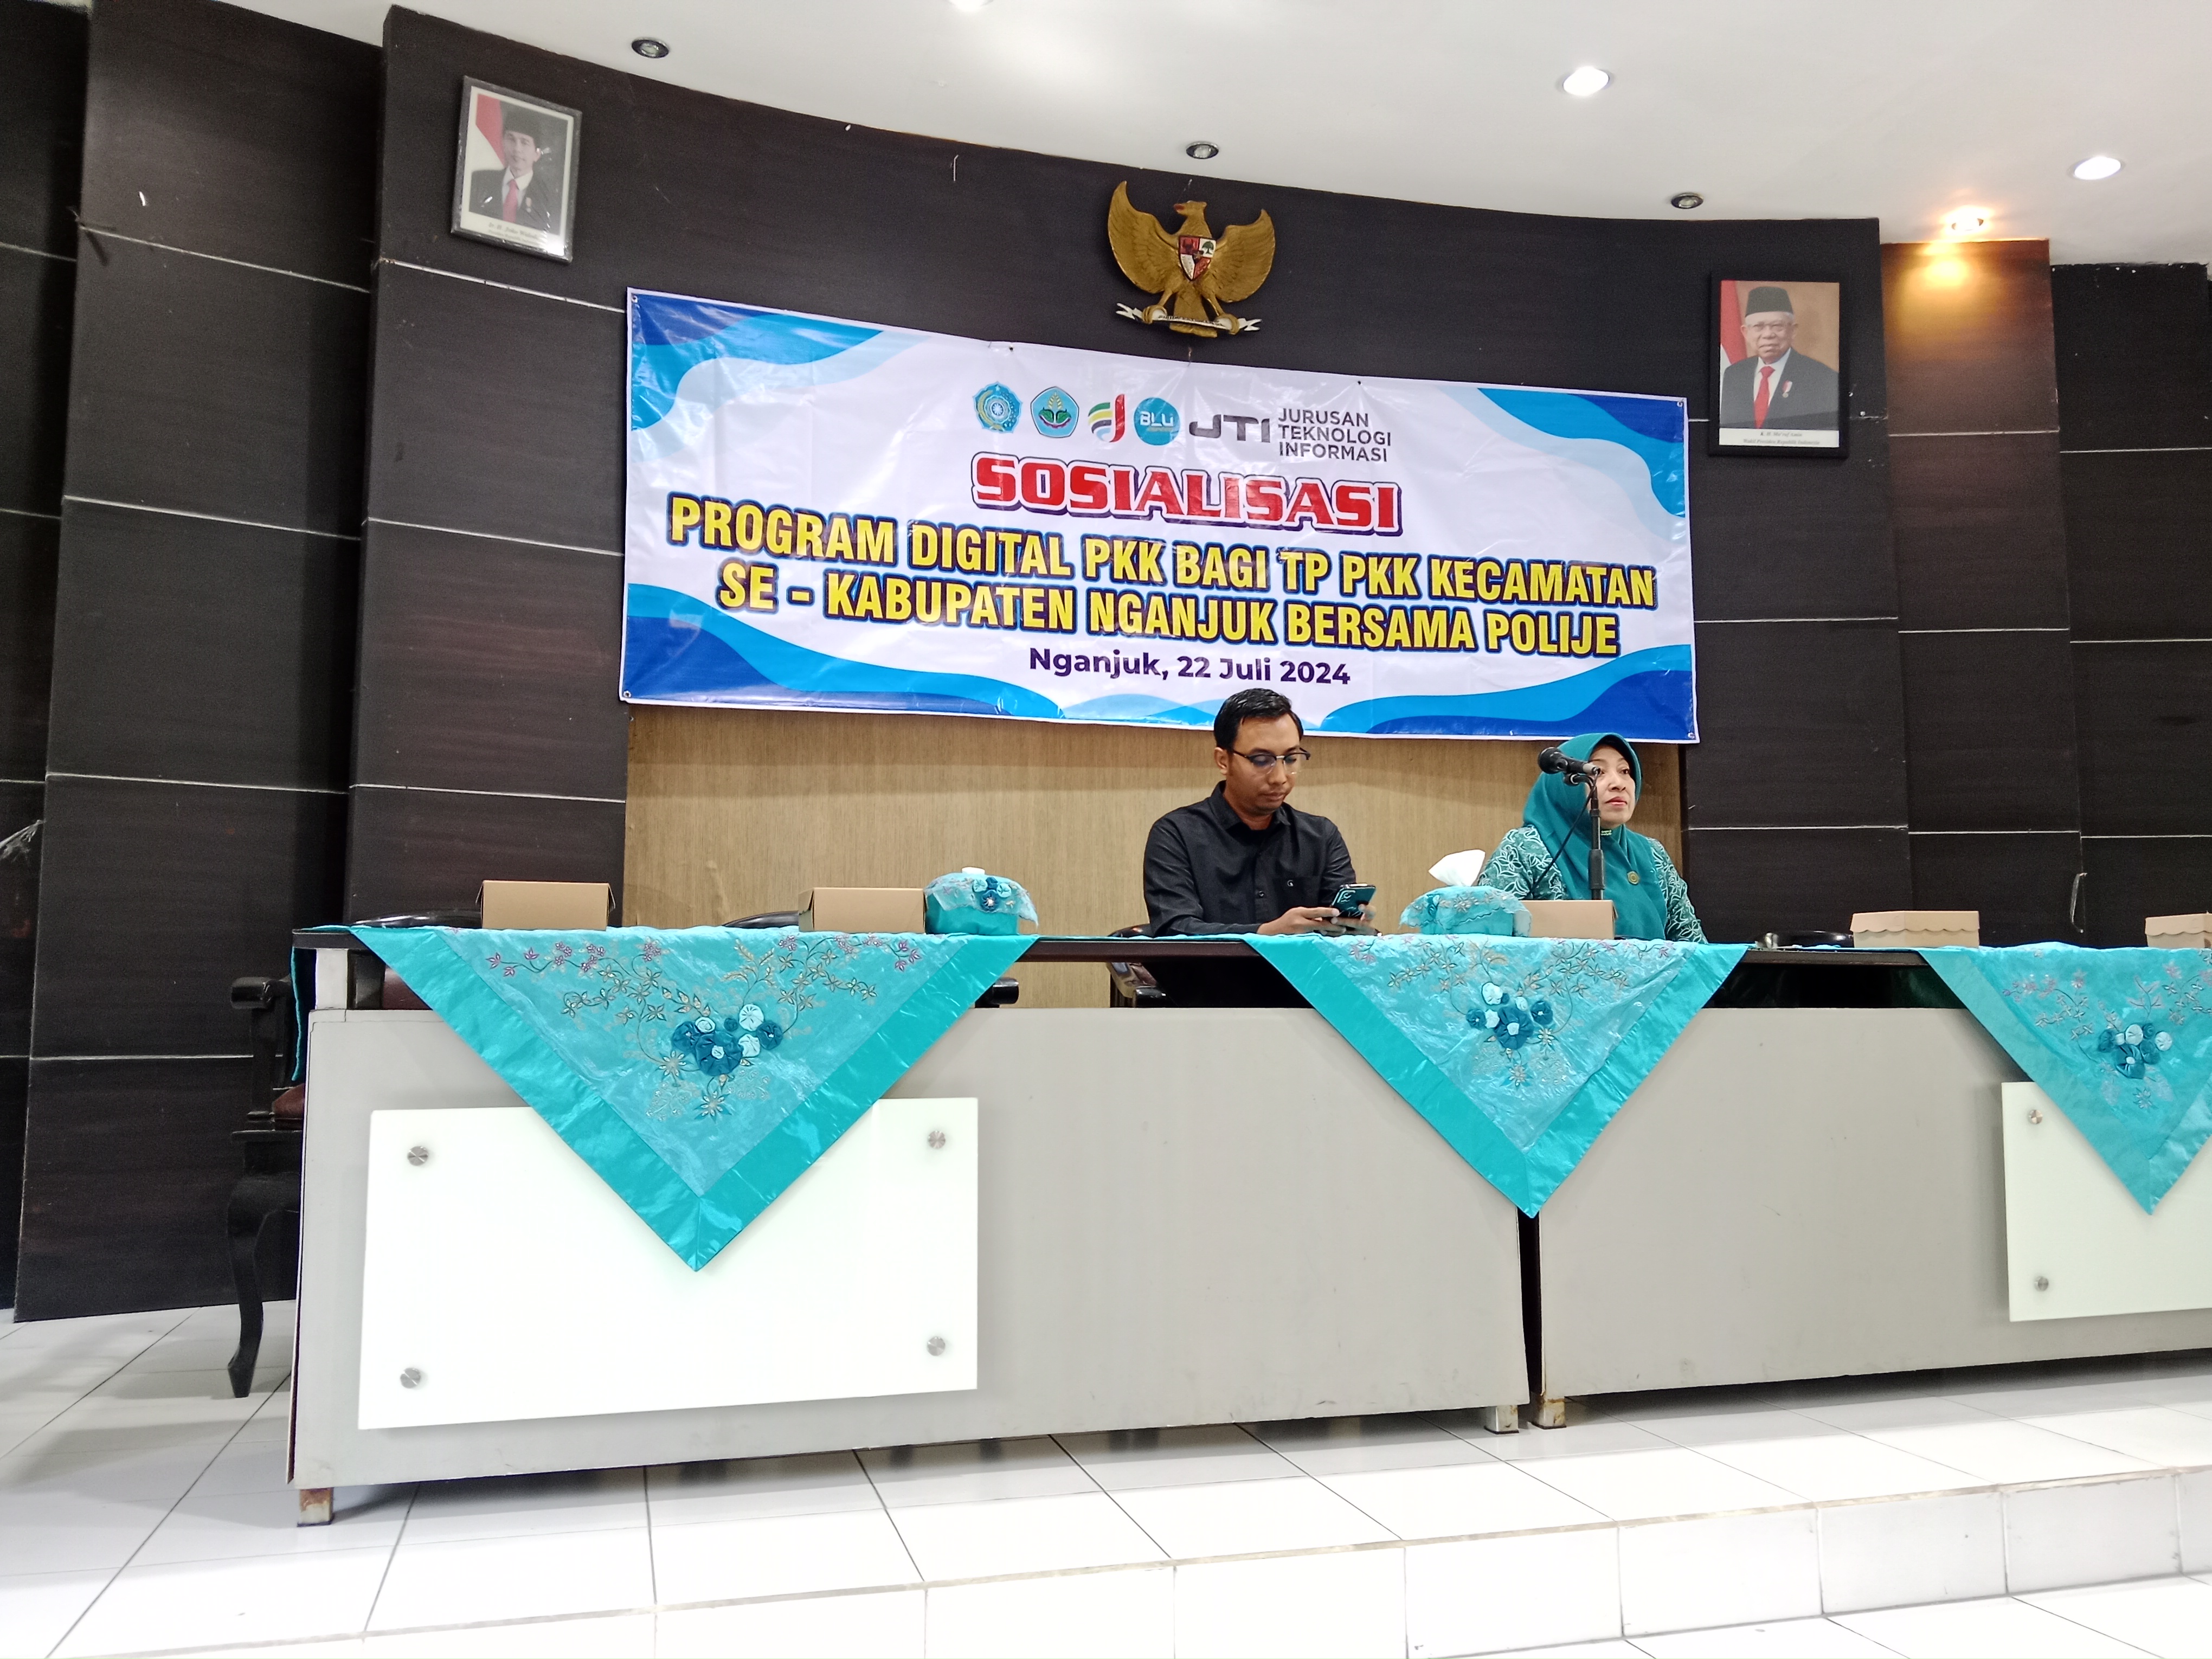 BLU
JTI
JURUSAN
TEKNOLOGI
INFORMASI
SOSIALISASI
PROGRAM DIGITAL PKK BAGI TP PKK KECAMATAN
SE - KABUPATEN NGANJUK BERSAMA POLIJE
Nganjuk, 22 Juli 2024